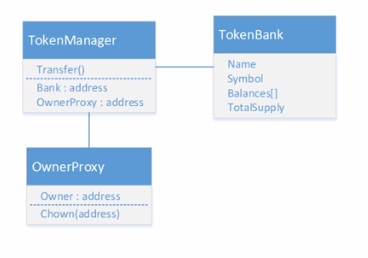 TokenManager
Transfer()
Bank : address
OwnerProxy : address
TokenBank
Name
Symbol
Balances[]
TotalSupply
OwnerProxy
Owner : address
Chown(address)